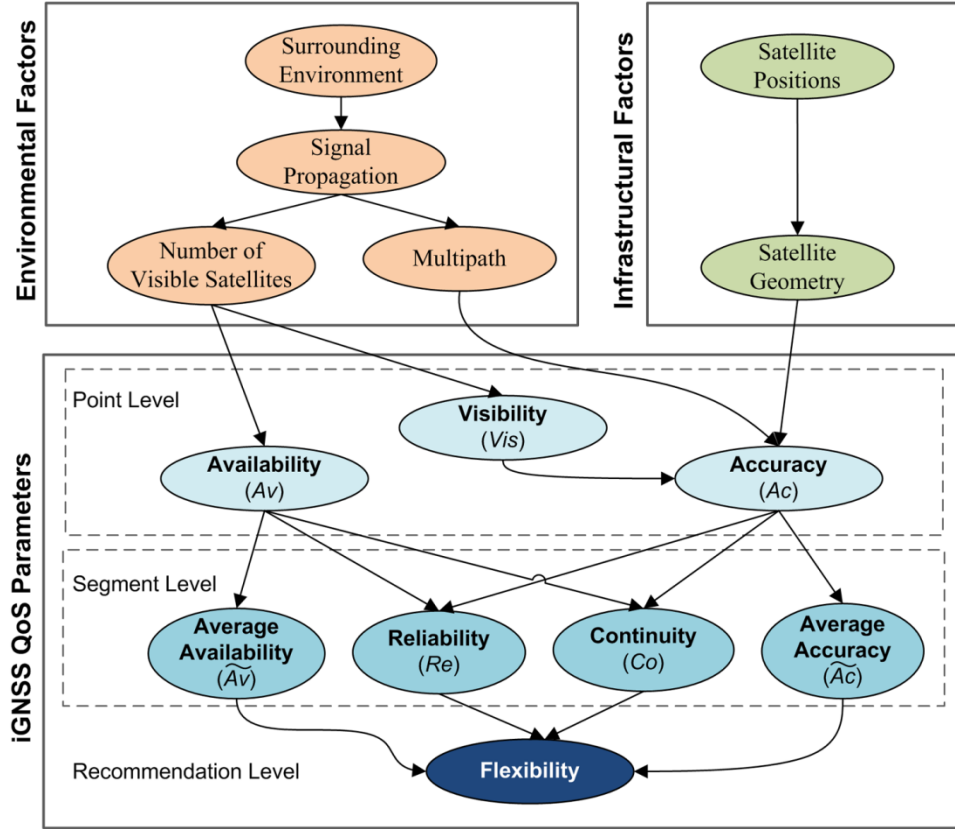 Environmental Factors
Surrounding
Environment
Signal
Propagation
Number of
Visible Satellites
Multipath
Infrastructural Factors
Satellite
Positions
Satellite
Geometry
iGNSS QoS Parameters
Point Level
Visibility
(Vis)
Availability
(Av)
Accuracy
(Ac)
Segment Level
Average
Availability
(A͠v)
Reliability
(Re)
Continuity
(Co)
Average
Accuracy
(A͠c)
Recommendation Level
Flexibility